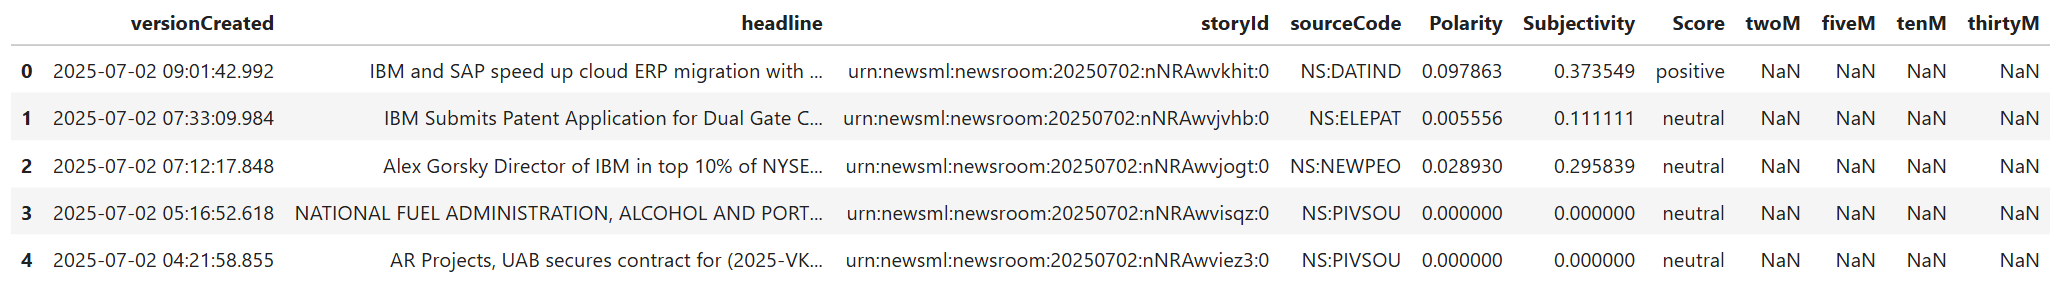 versionCreated headline storyId sourceCode Polarity Subjectivity Score twoM fiveM tenM thirtyM
0 2025-07-02 09:01:42.992 IBM and SAP speed up cloud ERP migration with ... urn:newsml:newsroom:20250702:nNRAwvkhit:0 NS:DATIND 0.097863 0.373549 positive NaN NaN NaN NaN
1 2025-07-02 07:33:09.984 IBM Submits Patent Application for Dual Gate C... urn:newsml:newsroom:20250702:nNRAwvjvhb:0 NS:ELEPAT 0.005556 0.111111 neutral NaN NaN NaN NaN
2 2025-07-02 07:12:17.848 Alex Gorsky Director of IBM in top 10% of NYSE... urn:newsml:newsroom:20250702:nNRAwvjogt:0 NS:NEWPEO 0.028930 0.295839 neutral NaN NaN NaN NaN
3 2025-07-02 05:16:52.618 NATIONAL FUEL ADMINISTRATION, ALCOHOL AND PORT... urn:newsml:newsroom:20250702:nNRAwvisqz:0 NS:PIVSOU 0.000000 0.000000 neutral NaN NaN NaN NaN
4 2025-07-02 04:21:58.855 AR Projects, UAB secures contract for (2025-VK... urn:newsml:newsroom:20250702:nNRAwviez3:0 NS:PIVSOU 0.000000 0.000000 neutral NaN NaN NaN NaN